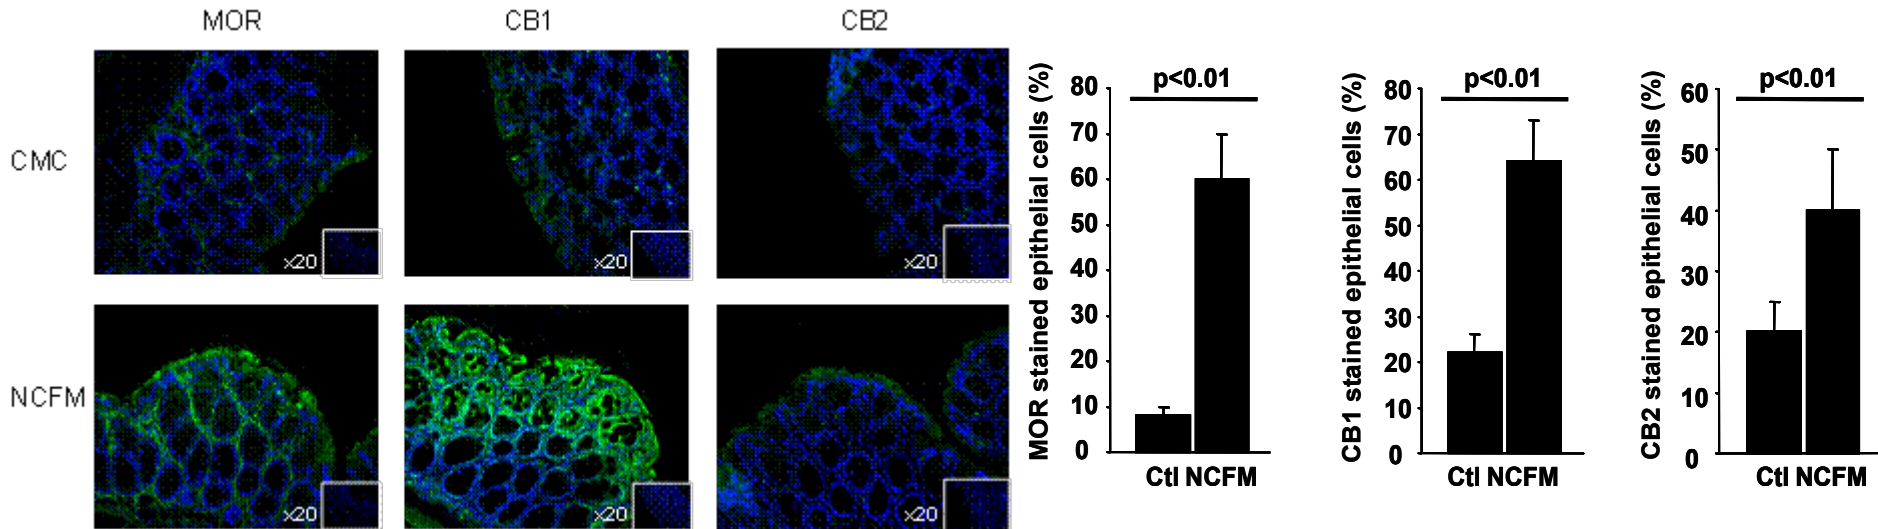 MOR CB1 CB2
CMC
x20 x20 x20
NCFM
x20 x20 x20
MOR stained epithelial cells (%)
80
70
60
50
40
30
20
10
0
p<0.01
Ctl NCFM
CB1 stained epithelial cells (%)
80
70
60
50
40
30
20
10
0
p<0.01
Ctl NCFM
CB2 stained epithelial cells (%)
60
50
40
30
20
10
0
p<0.01
Ctl NCFM